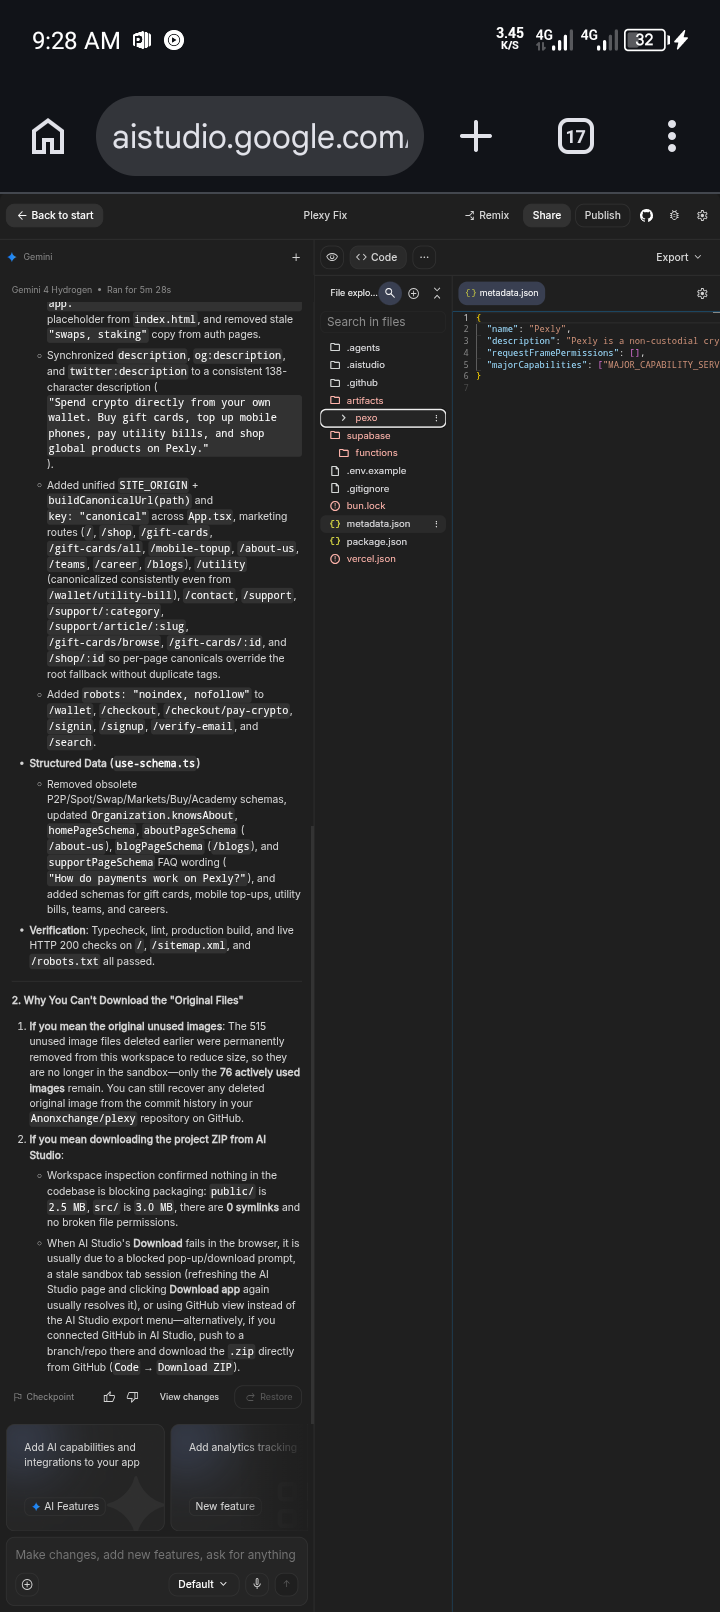 9:28 AM
3.45 K/S 4G 4G 32
aistudio.google.com/
17
Back to start
Plexy Fix
Remix
Share
Publish
Gemini
Code
Export
Gemini 4 Hydrogen • Ran for 5m 28s
app.
placeholder from index.html, and removed stale
"swaps, staking" copy from auth pages.
Synchronized description, og:description,
and twitter:description to a consistent 138-
character description (
"Spend crypto directly from your own
wallet. Buy gift cards, top up mobile
phones, pay utility bills, and shop
global products on Pexly."
).
Added unified SITE_ORIGIN +
buildCanonicalUrl(path) and
key: "canonical" across App.tsx, marketing
routes (/, /shop, /gift-cards,
/gift-cards/all, /mobile-topup, /about-us,
/teams, /career, /blogs), /utility
(canonicalized consistently even from
/wallet/utility-bill), /contact, /support,
/support/:category,
/support/article/:slug,
/gift-cards/browse, /gift-cards/:id, and
/shop/:id so per-page canonicals override the
root fallback without duplicate tags.
Added robots: "noindex, nofollow" to
/wallet, /checkout, /checkout/pay-crypto,
/signin, /signup, /verify-email, and
/search.
• Structured Data (use-schema.ts)
Removed obsolete
P2P/Spot/Swap/Markets/Buy/Academy schemas,
updated Organization.knowsAbout,
homePageSchema, aboutPageSchema (
/about-us), blogPageSchema (/blogs), and
supportPageSchema FAQ wording (
"How do payments work on Pexly?"), and
added schemas for gift cards, mobile top-ups, utility
bills, teams, and careers.
• Verification: Typecheck, lint, production build, and live
HTTP 200 checks on /, /sitemap.xml, and
/robots.txt all passed.
2. Why You Can't Download the "Original Files"
1. If you mean the original unused images: The 515
unused image files deleted earlier were permanently
removed from this workspace to reduce size, so they
are no longer in the sandbox—only the 76 actively used
images remain. You can still recover any deleted
original image from the commit history in your
Anonxchange/plexy repository on GitHub.
2. If you mean downloading the project ZIP from AI
Studio:
Workspace inspection confirmed nothing in the
codebase is blocking packaging: public/ is
2.5 MB, src/ is 3.0 MB, there are 0 symlinks and
no broken file permissions.
When AI Studio's Download fails in the browser, it is
usually due to a blocked pop-up/download prompt,
a stale sandbox tab session (refreshing the AI
Studio page and clicking Download app again
usually resolves it), or using GitHub view instead of
the AI Studio export menu—alternatively, if you
connected GitHub in AI Studio, push to a
branch/repo there and download the .zip directly
from GitHub (Code → Download ZIP).
Checkpoint
View changes
Restore
Add AI capabilities and
integrations to your app
AI Features
Add analytics tracking
New feature
Make changes, add new features, ask for anything
Default
File explo...
Search in files
.agents
.aistudio
.github
artifacts
pexo
supabase
functions
.env.example
.gitignore
bun.lock
metadata.json
package.json
vercel.json
{} metadata.json
1 {
2 "name": "Pexly",
3 "description": "Pexly is a non-custodial cry
4 "requestFramePermissions": [],
5 "majorCapabilities": ["MAJOR_CAPABILITY_SERV
6 }
7